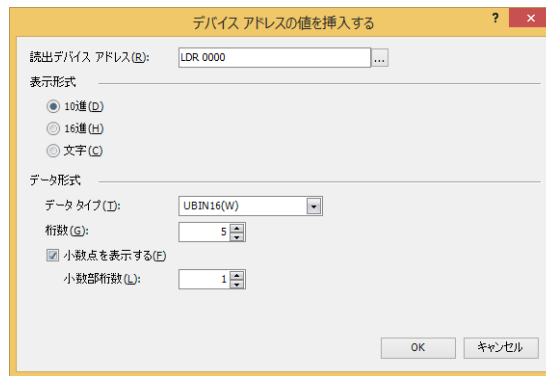 デバイス アドレスの値を挿入する ? ×
読出デバイス アドレス(R): LDR 0000 ...
表示形式
10進(D)
16進(H)
文字(C)
データ形式
データ タイプ(T): UBIN16(W)
桁数(G): 5
小数点を表示する(F)
小数部桁数(L): 1
OK キャンセル